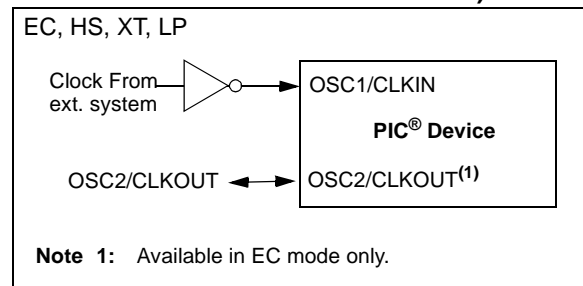 EC, HS, XT, LP
Clock From
ext. system
OSC1/CLKIN
PIC® Device
OSC2/CLKOUT
OSC2/CLKOUT(1)
Note 1: Available in EC mode only.